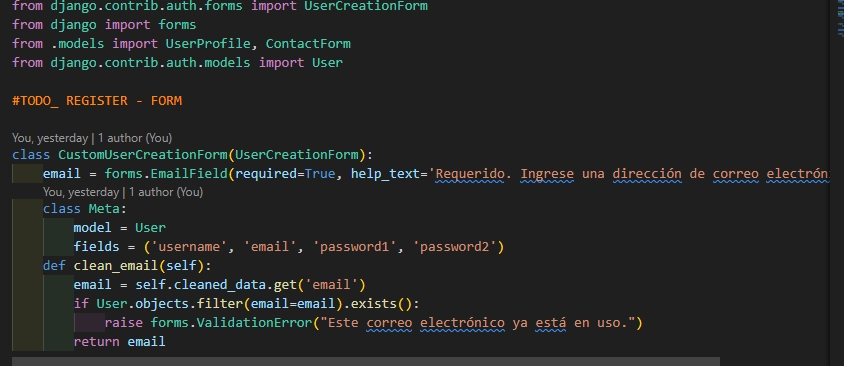 from django.contrib.auth.forms import UserCreationForm
from django import forms
from .models import UserProfile, ContactForm
from django.contrib.auth.models import User
#TODO_ REGISTER - FORM
You, yesterday | 1 author (You)
class CustomUserCreationForm(UserCreationForm):
    email = forms.EmailField(required=True, help_text='Requerido. Ingrese una dirección de correo electrón
    You, yesterday | 1 author (You)
    class Meta:
        model = User
        fields = ('username', 'email', 'password1', 'password2')
    def clean_email(self):
        email = self.cleaned_data.get('email')
        if User.objects.filter(email=email).exists():
            raise forms.ValidationError("Este correo electrónico ya está en uso.")
        return email